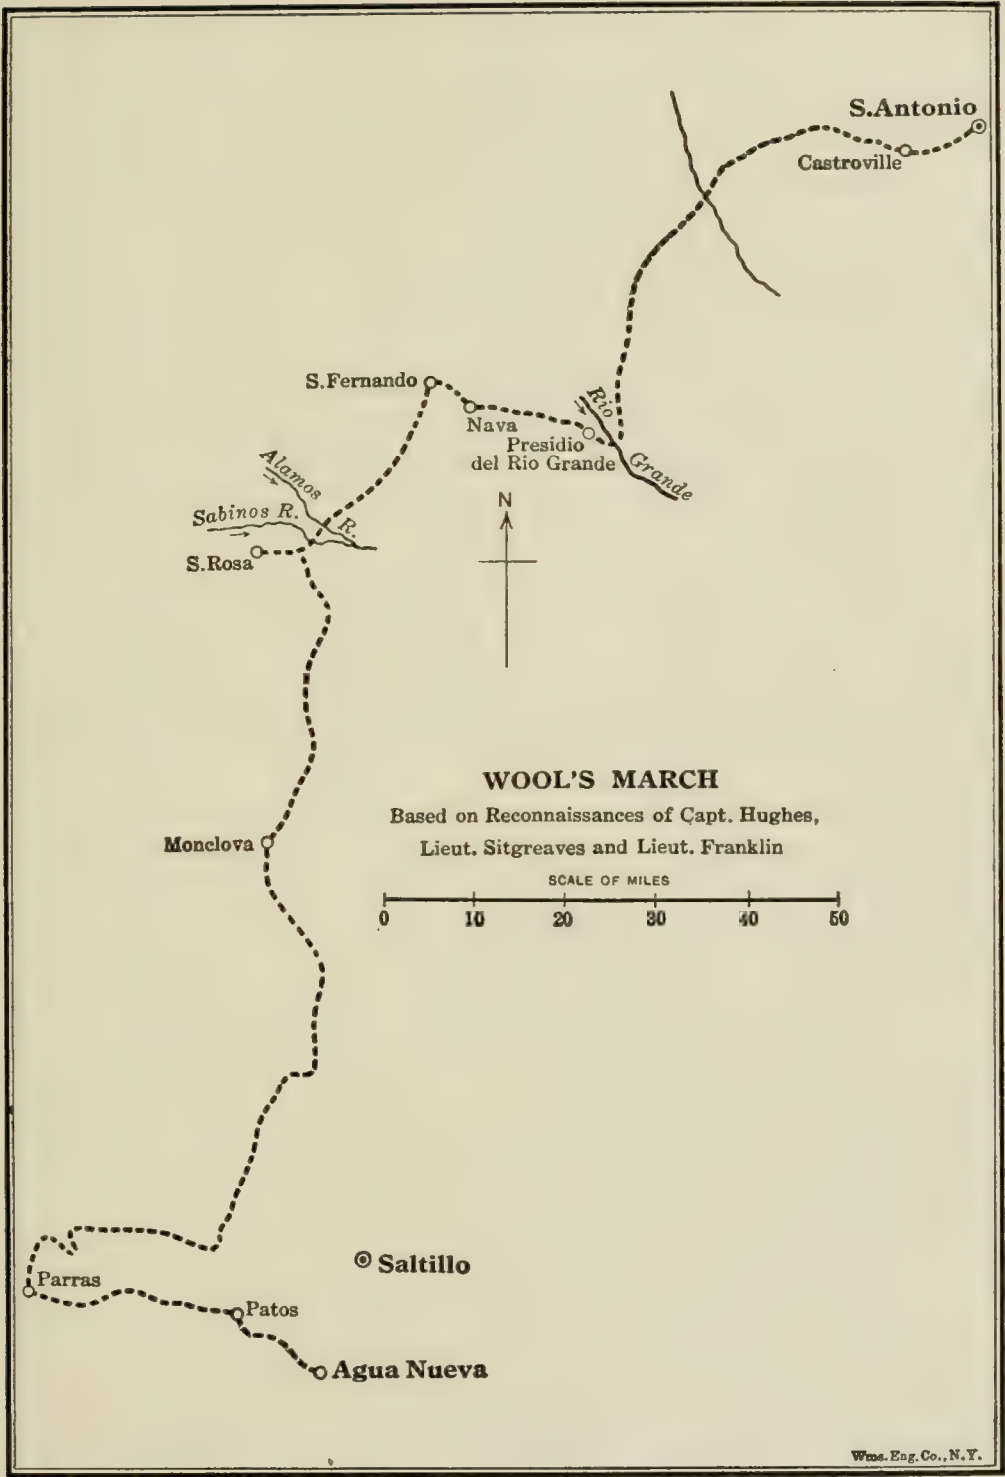 S.Antonio
Castroville
S.Fernando
Nava
Rio
Grande
Presidio
del Rio Grande
Alamos
R.
Sabinos R.
S.Rosa
N
WOOL'S MARCH
Based on Reconnaissances of Capt. Hughes,
Lieut. Sitgreaves and Lieut. Franklin
SCALE OF MILES
0 10 20 30 40 50
Monclova
Saltillo
Parras
Patos
Agua Nueva
Wms. Eng. Co., N.Y.